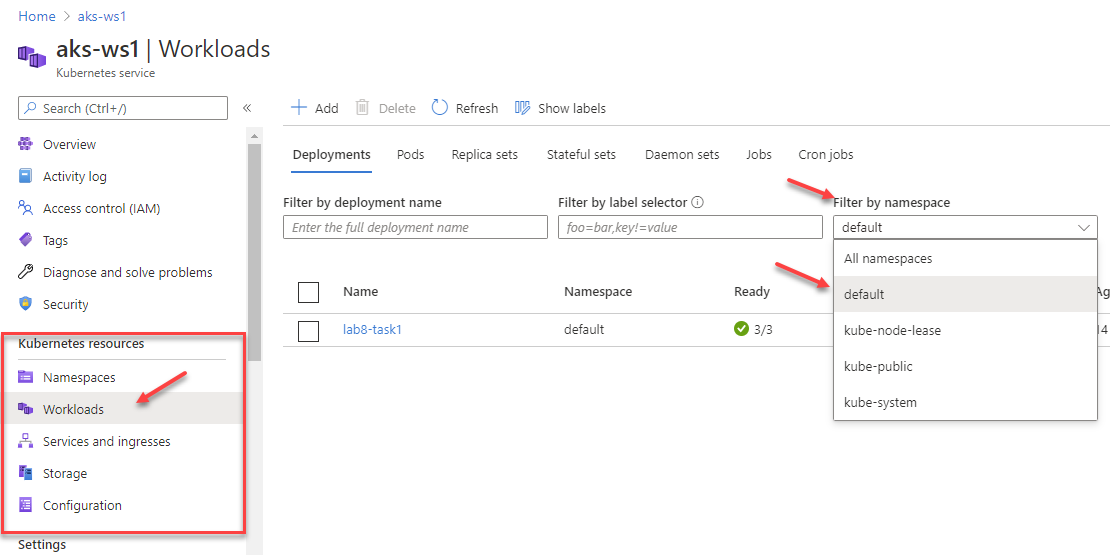 Home > aks-ws1
aks-ws1 | Workloads
Kubernetes service
Search (Ctrl+/)
«
Overview
Activity log
Access control (IAM)
Tags
Diagnose and solve problems
Security
Kubernetes resources
Namespaces
Workloads
Services and ingresses
Storage
Configuration
Settings
Add Delete Refresh Show labels
Deployments Pods Replica sets Stateful sets Daemon sets Jobs Cron jobs
Filter by deployment name Filter by label selector Filter by namespace
Enter the full deployment name foo=bar,key!=value default
All namespaces
default
kube-node-lease
kube-public
kube-system
Name Namespace Ready Ag
lab8-task1 default 3/3 14